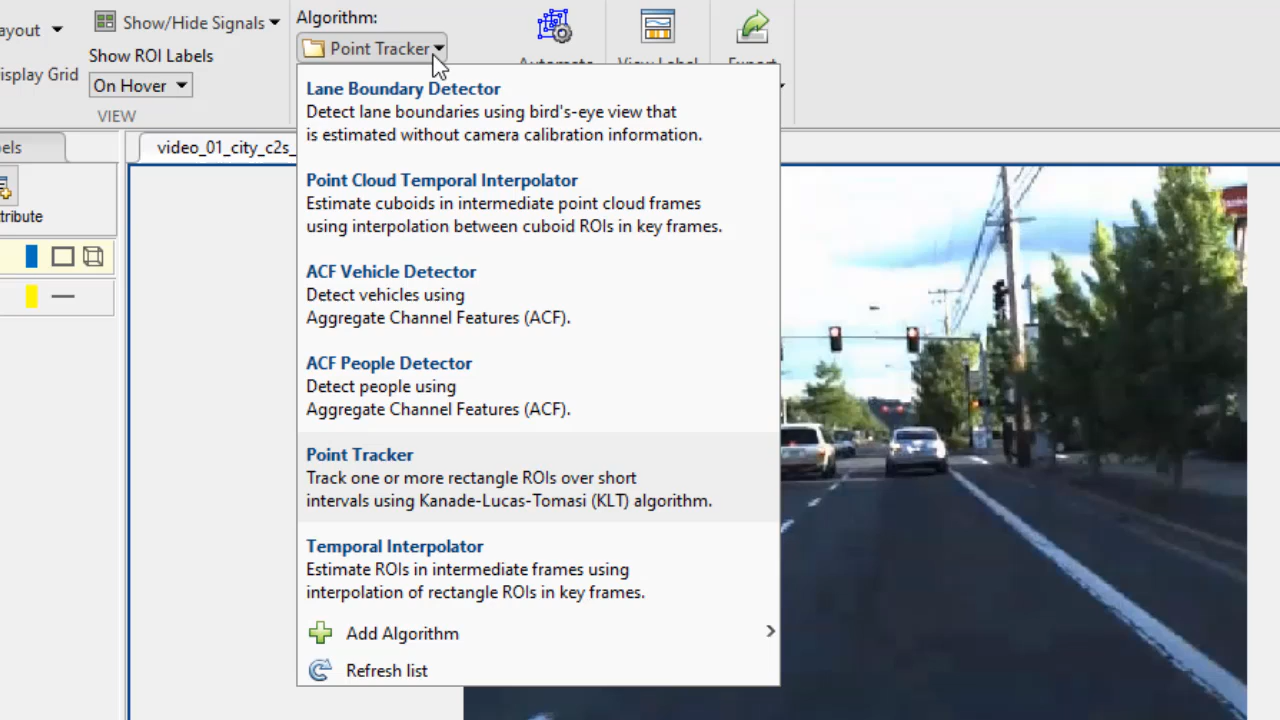 ayout
Show/Hide Signals
Algorithm:
Show ROI Labels
Point Tracker
isplay Grid
On Hover
Automate
View Label
Export
VIEW
els
video_01_city_c2s_
tribute
Lane Boundary Detector
Detect lane boundaries using bird's-eye view that
is estimated without camera calibration information.
Point Cloud Temporal Interpolator
Estimate cuboids in intermediate point cloud frames
using interpolation between cuboid ROIs in key frames.
ACF Vehicle Detector
Detect vehicles using
Aggregate Channel Features (ACF).
ACF People Detector
Detect people using
Aggregate Channel Features (ACF).
Point Tracker
Track one or more rectangle ROIs over short
intervals using Kanade-Lucas-Tomasi (KLT) algorithm.
Temporal Interpolator
Estimate ROIs in intermediate frames using
interpolation of rectangle ROIs in key frames.
Add Algorithm
Refresh list